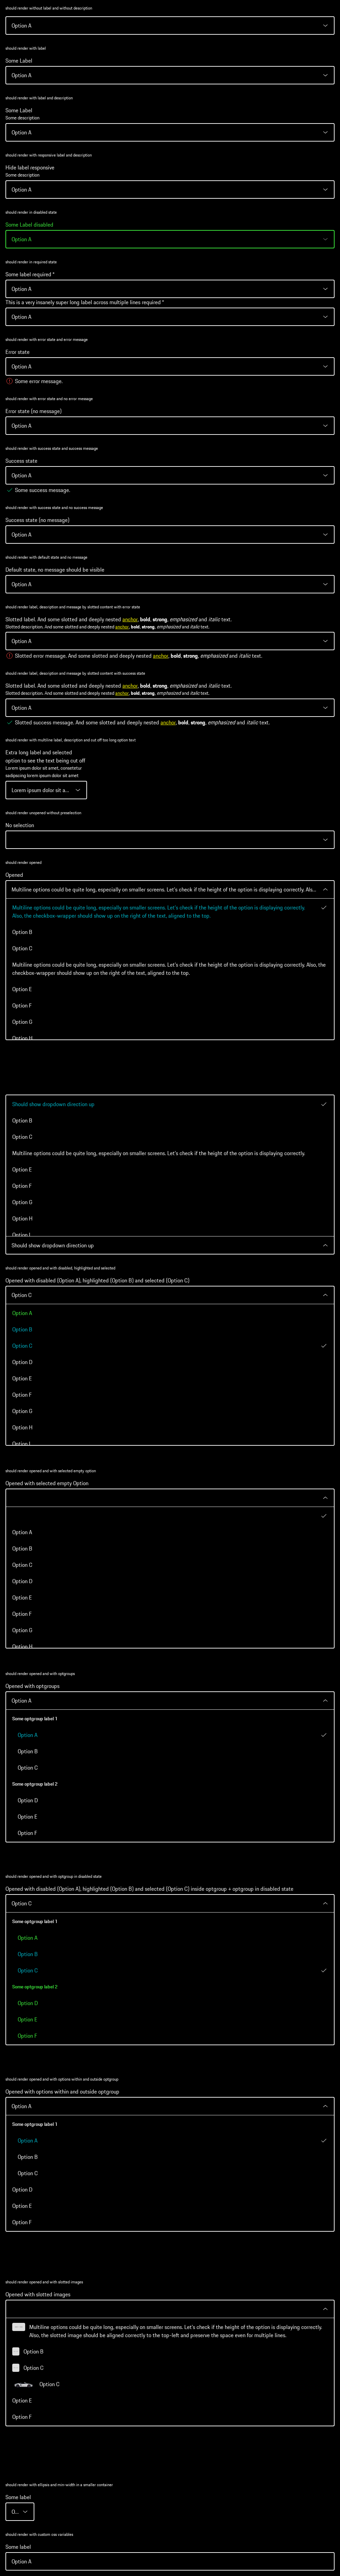 should render without label and without description
Option A
should render with label
Some Label
Option A
should render with label and description
Some Label
Some description
Option A
should render with responsive label and description
Hide label responsive
Some description
Option A
should render in disabled state
Some Label disabled
Option A
should render in required state
Some label required *
Option A
This is a very insanely super long label across multiple lines required *
Option A
should render with error state and error message
Error state
Option A
Some error message.
should render with error state and no error message
Error state (no message)
Option A
should render with success state and success message
Success state
Option A
Some success message.
should render with success state and no success message
Success state (no message)
Option A
should render with default state and no message
Default state, no message should be visible
Option A
should render label, description and message by slotted content with error state
Slotted label. And some slotted and deeply nested anchor, bold, strong, emphasized and italic text.
Slotted description. And some slotted and deeply nested anchor, bold, strong, emphasized and italic text.
Option A
Slotted error message. And some slotted and deeply nested anchor, bold, strong, emphasized and italic text.
should render label, description and message by slotted content with success state
Slotted label. And some slotted and deeply nested anchor, bold, strong, emphasized and italic text.
Slotted description. And some slotted and deeply nested anchor, bold, strong, emphasized and italic text.
Option A
Slotted success message. And some slotted and deeply nested anchor, bold, strong, emphasized and italic text.
should render with multiline label, description and cut off too long option text
Extra long label and selected
option to see the text being cut off
Lorem ipsum dolor sit amet, consetetur
sadipscing lorem ipsum dolor sit amet
Lorem ipsum dolor sit a...
should render unopened without preselection
No selection
should render opened
Opened
Multiline options could be quite long, especially on smaller screens. Let's check if the height of the option is displaying correctly. Als...
Multiline options could be quite long, especially on smaller screens. Let's check if the height of the option is displaying correctly.
Also, the checkbox-wrapper should show up on the right of the text, aligned to the top.
Option B
Option C
Multiline options could be quite long, especially on smaller screens. Let's check if the height of the option is displaying correctly. Also, the
checkbox-wrapper should show up on the right of the text, aligned to the top.
Option E
Option F
Option G
Option H
Should show dropdown direction up
Option B
Option C
Multiline options could be quite long, especially on smaller screens. Let's check if the height of the option is displaying correctly.
Option E
Option F
Option G
Option H
Option I
Should show dropdown direction up
should render opened and with disabled, highlighted and selected
Opened with disabled (Option A), highlighted (Option B) and selected (Option C)
Option C
Option A
Option B
Option C
Option D
Option E
Option F
Option G
Option H
Option I
should render opened and with selected empty option
Opened with selected empty Option
Option A
Option B
Option C
Option D
Option E
Option F
Option G
Option H
should render opened and with optgroups
Opened with optgroups
Option A
Some optgroup label 1
Option A
Option B
Option C
Some optgroup label 2
Option D
Option E
Option F
should render opened and with optgroup in disabled state
Opened with disabled (Option A), highlighted (Option B) and selected (Option C) inside optgroup + optgroup in disabled state
Option C
Some optgroup label 1
Option A
Option B
Option C
Some optgroup label 2
Option D
Option E
Option F
should render opened and with options within and outside optgroup
Opened with options within and outside optgroup
Option A
Some optgroup label 1
Option A
Option B
Option C
Option D
Option E
Option F
should render opened and with slotted images
Opened with slotted images
Multiline options could be quite long, especially on smaller screens. Let's check if the height of the option is displaying correctly.
Also, the slotted image should be aligned correctly to the top-left and preserve the space even for multiple lines.
Option B
Option C
Option C
Option E
Option F
should render with ellipsis and min-width in a smaller container
Some label
O...
should render with custom css variables
Some label
Option A